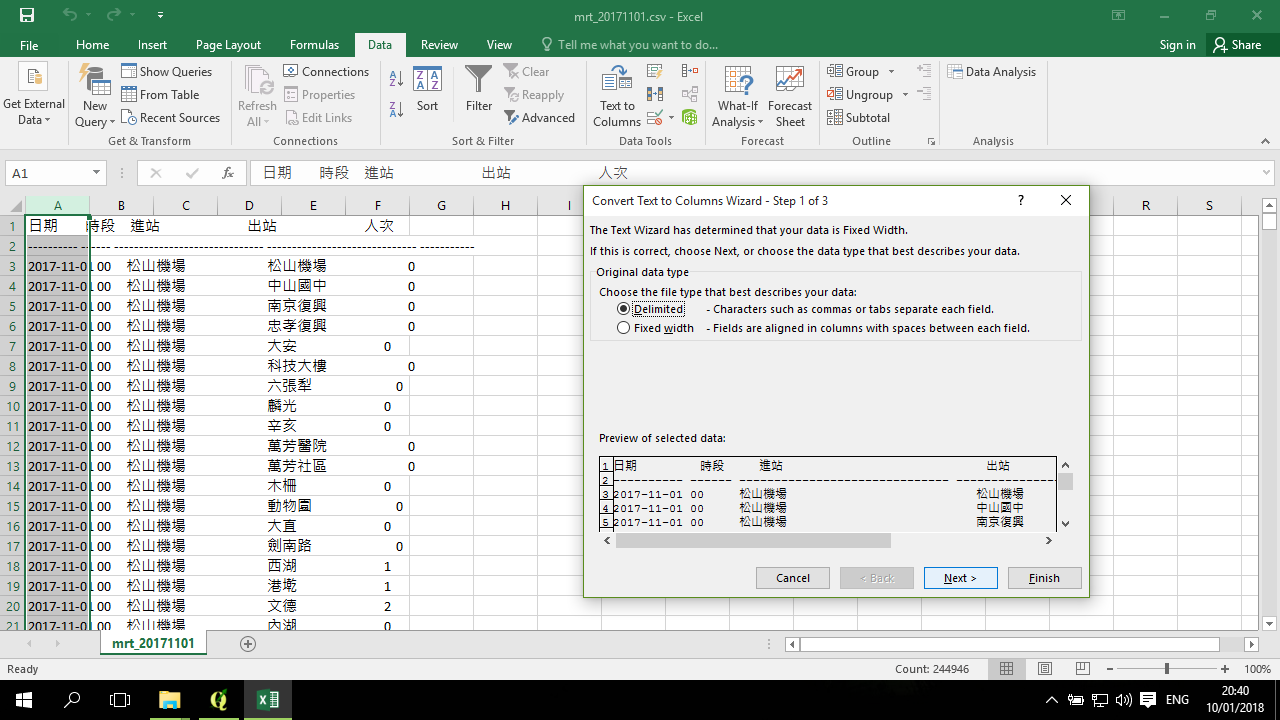 mrt_20171101.csv - Excel
File Home Insert Page Layout Formulas Data Review View Tell me what you want to do... Sign in Share
Get External Data
New Query
Show Queries
From Table
Recent Sources
Get & Transform
Refresh All
Connections
Properties
Edit Links
Connections
Sort
Filter
Clear
Reapply
Advanced
Sort & Filter
Text to Columns
Data Tools
What-If Analysis
Forecast Sheet
Forecast
Group
Ungroup
Subtotal
Outline
Data Analysis
Analysis
A1 fx 日期 時段 進站 出站 人次
A B C D E F G H I R S
1 日期 時段 進站 出站 人次
2 ----------- ------ ------------------------------ ------------------------------ -----------
3 2017-11-01 00 松山機場 松山機場 0
4 2017-11-01 00 松山機場 中山國中 0
5 2017-11-01 00 松山機場 南京復興 0
6 2017-11-01 00 松山機場 忠孝復興 0
7 2017-11-01 00 松山機場 大安 0
8 2017-11-01 00 松山機場 科技大樓 0
9 2017-11-01 00 松山機場 六張犁 0
10 2017-11-01 00 松山機場 麟光 0
11 2017-11-01 00 松山機場 辛亥 0
12 2017-11-01 00 松山機場 萬芳醫院 0
13 2017-11-01 00 松山機場 萬芳社區 0
14 2017-11-01 00 松山機場 木柵 0
15 2017-11-01 00 松山機場 動物園 0
16 2017-11-01 00 松山機場 大直 0
17 2017-11-01 00 松山機場 劍南路 0
18 2017-11-01 00 松山機場 西湖 1
19 2017-11-01 00 松山機場 港墘 1
20 2017-11-01 00 松山機場 文德 2
21 2017-11-01 00 松山機場 內湖 0
Convert Text to Columns Wizard - Step 1 of 3 ?
The Text Wizard has determined that your data is Fixed Width.
If this is correct, choose Next, or choose the data type that best describes your data.
Original data type
Choose the file type that best describes your data:
Delimited - Characters such as commas or tabs separate each field.
Fixed width - Fields are aligned in columns with spaces between each field.
Preview of selected data:
1 日期 時段 進站 出站
2 ----------- ------ ------------------------------ --------------
3 2017-11-01 00 松山機場 松山機場
4 2017-11-01 00 松山機場 中山國中
5 2017-11-01 00 松山機場 南京復興
Cancel < Back Next > Finish
mrt_20171101
Ready Count: 244946 100%
ENG 20:40
10/01/2018